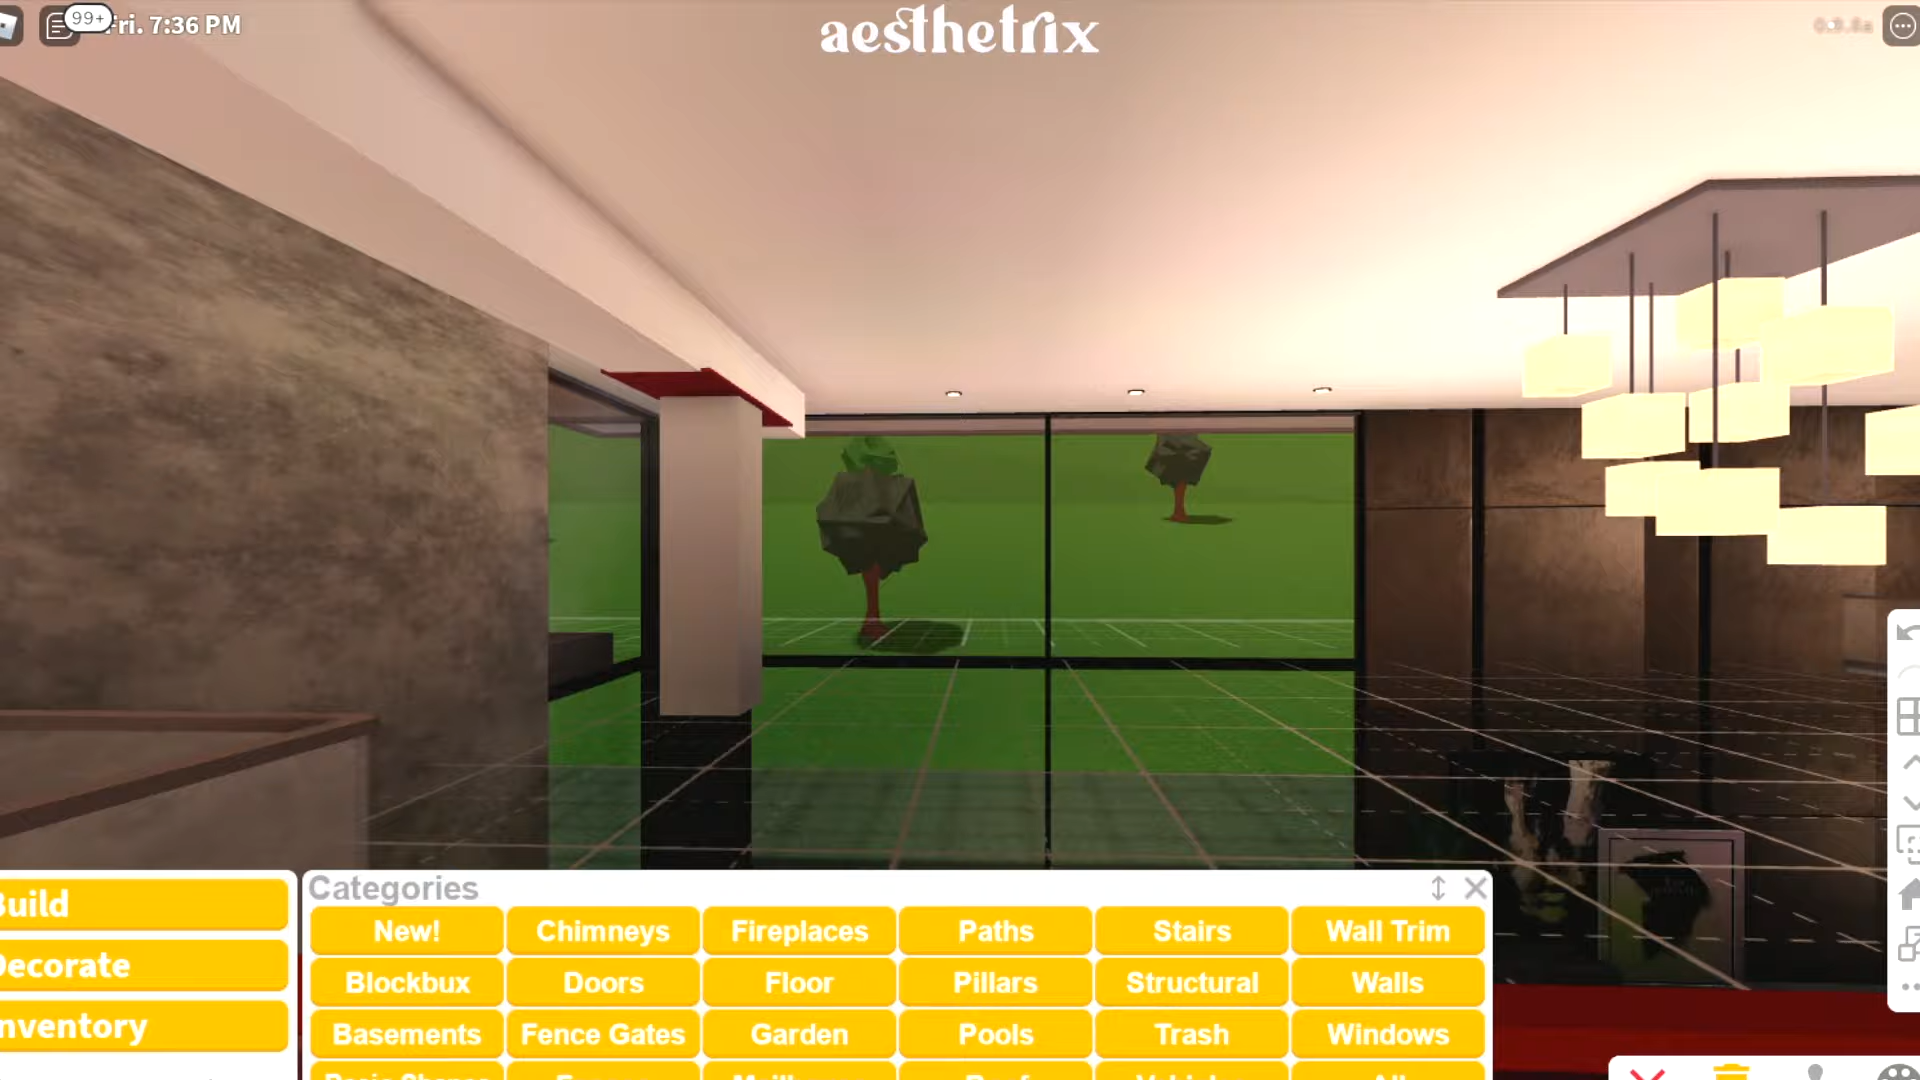 99+
Fri. 7:36 PM
aesthetrix
Build
Decorate
Inventory
Categories
New! Chimneys Fireplaces Paths Stairs Wall Trim
Blockbux Doors Floor Pillars Structural Walls
Basements Fence Gates Garden Pools Trash Windows